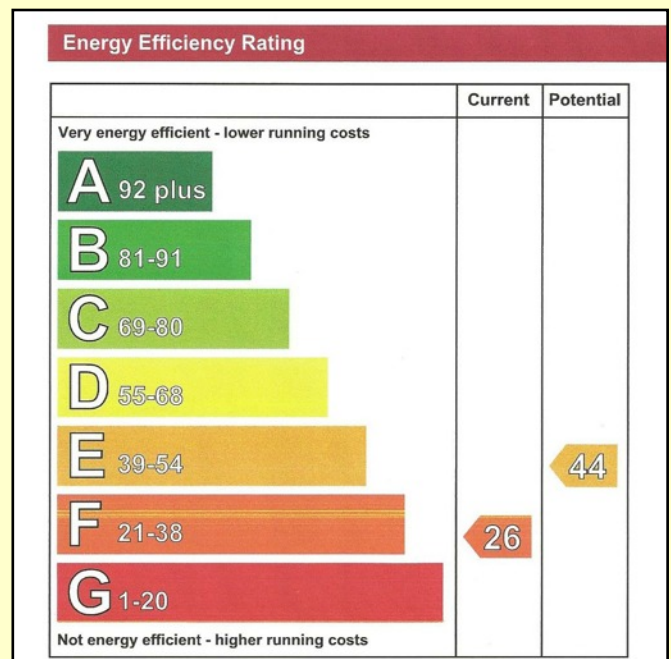 Energy Efficiency Rating
Current Potential
Very energy efficient - lower running costs
A 92 plus
B 81-91
C 69-80
D 55-68
E 39-54
44
F 21-38
26
G 1-20
Not energy efficient - higher running costs